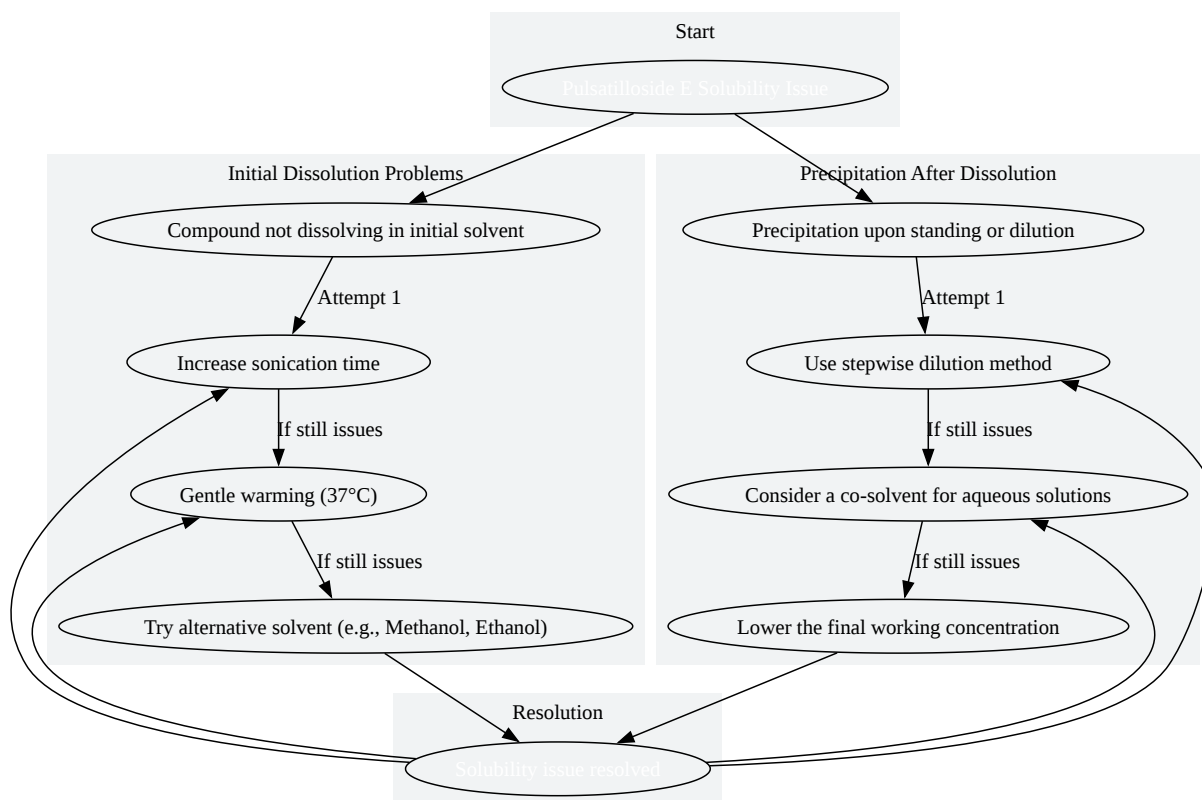 Start
Pulsatilloside E Solubility Issue
Initial Dissolution Problems
Precipitation After Dissolution
Compound not dissolving in initial solvent
Precipitation upon standing or dilution
Attempt 1
Attempt 1
Increase sonication time
Use stepwise dilution method
If still issues
If still issues
Gentle warming (37°C)
Consider a co-solvent for aqueous solutions
If still issues
If still issues
Try alternative solvent (e.g., Methanol, Ethanol)
Lower the final working concentration
Resolution
Solubility issue resolved